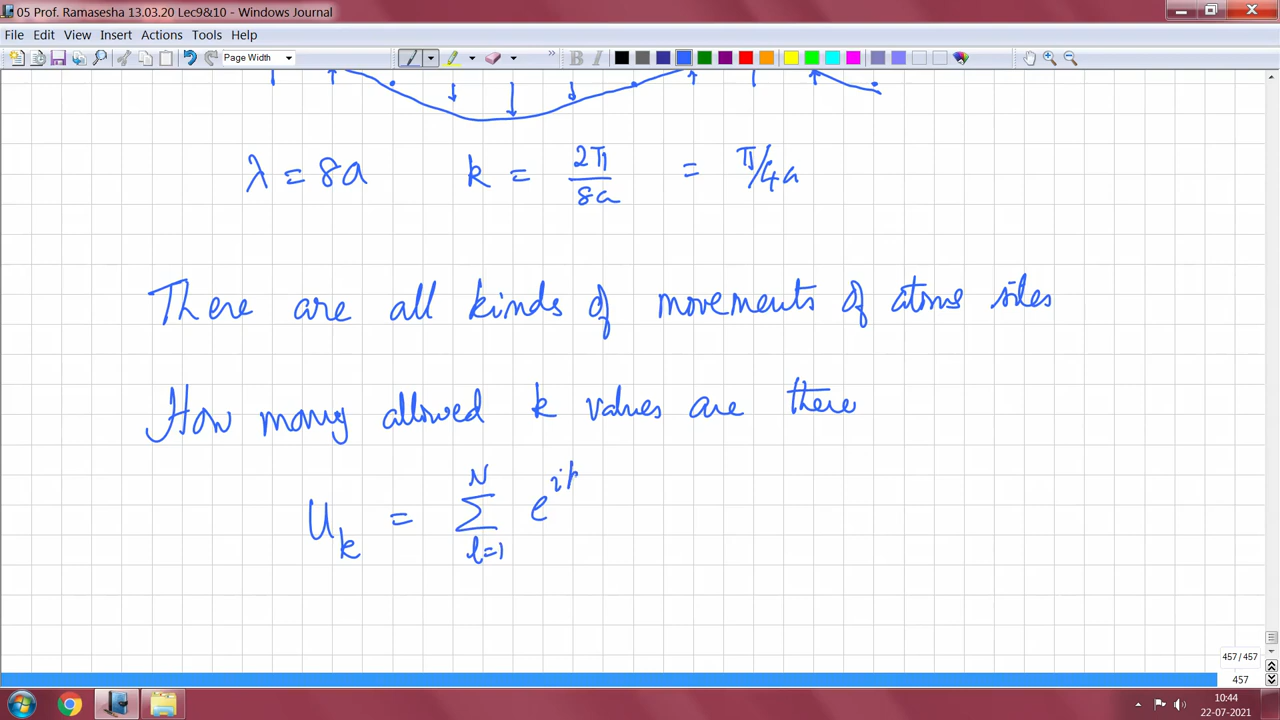 05 Prof. Ramasesha 13.03.20 Lec9&10 - Windows Journal
File Edit View Insert Actions Tools Help
Page Width
λ = 8a k = 2π/8a = π/4a
There are all kinds of movements of atoms sites
How many allowed k values are there
U_k = ∑_{l=1}^{N} e^{ik
457 / 457
457
10:44
22-07-2021